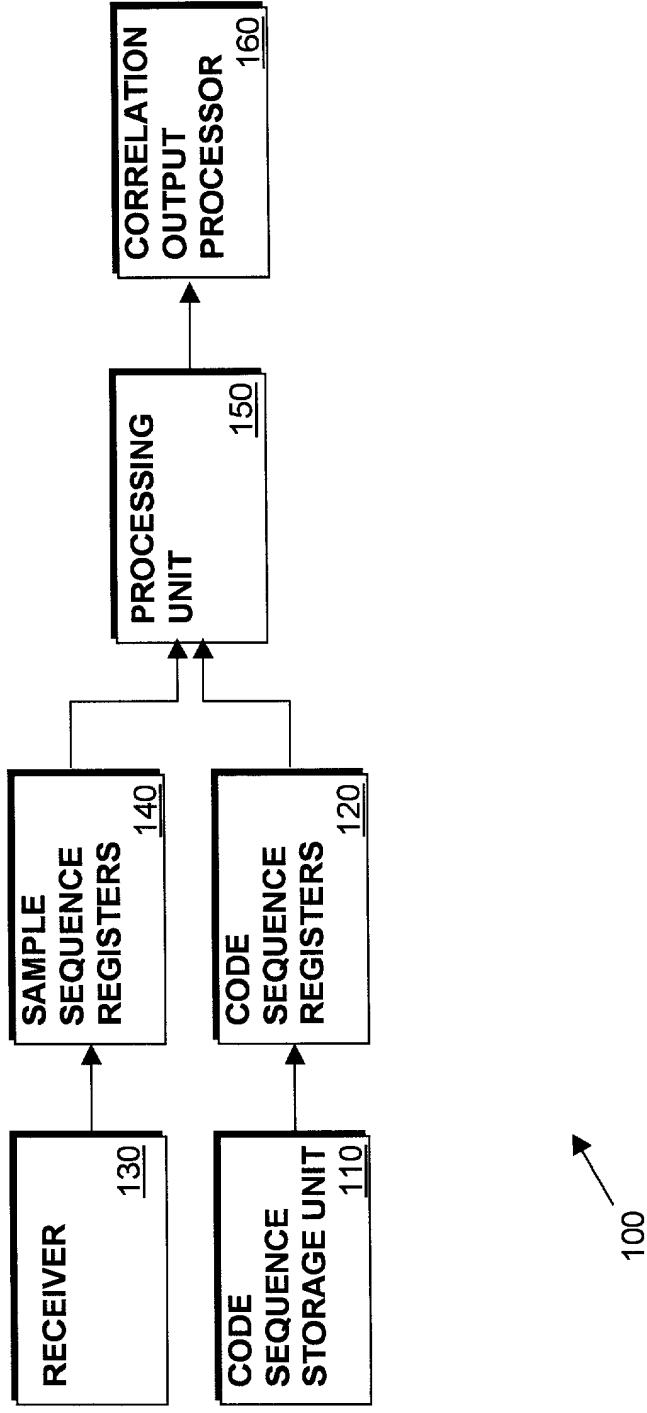 RECEIVER
130
SAMPLE
SEQUENCE
REGISTERS
140
CODE
SEQUENCE
STORAGE UNIT
110
CODE
SEQUENCE
REGISTERS
120
PROCESSING
UNIT
150
CORRELATION
OUTPUT
PROCESSOR
160
100